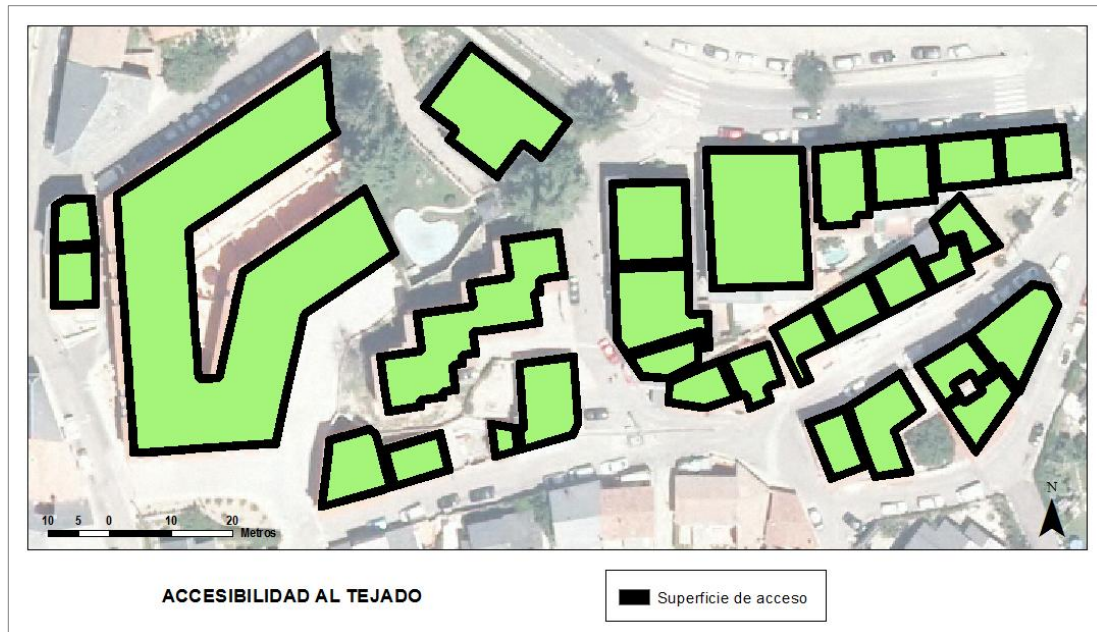 N
10 5 0 10 20
Metros
ACCESIBILIDAD AL TEJADO
Superficie de acceso